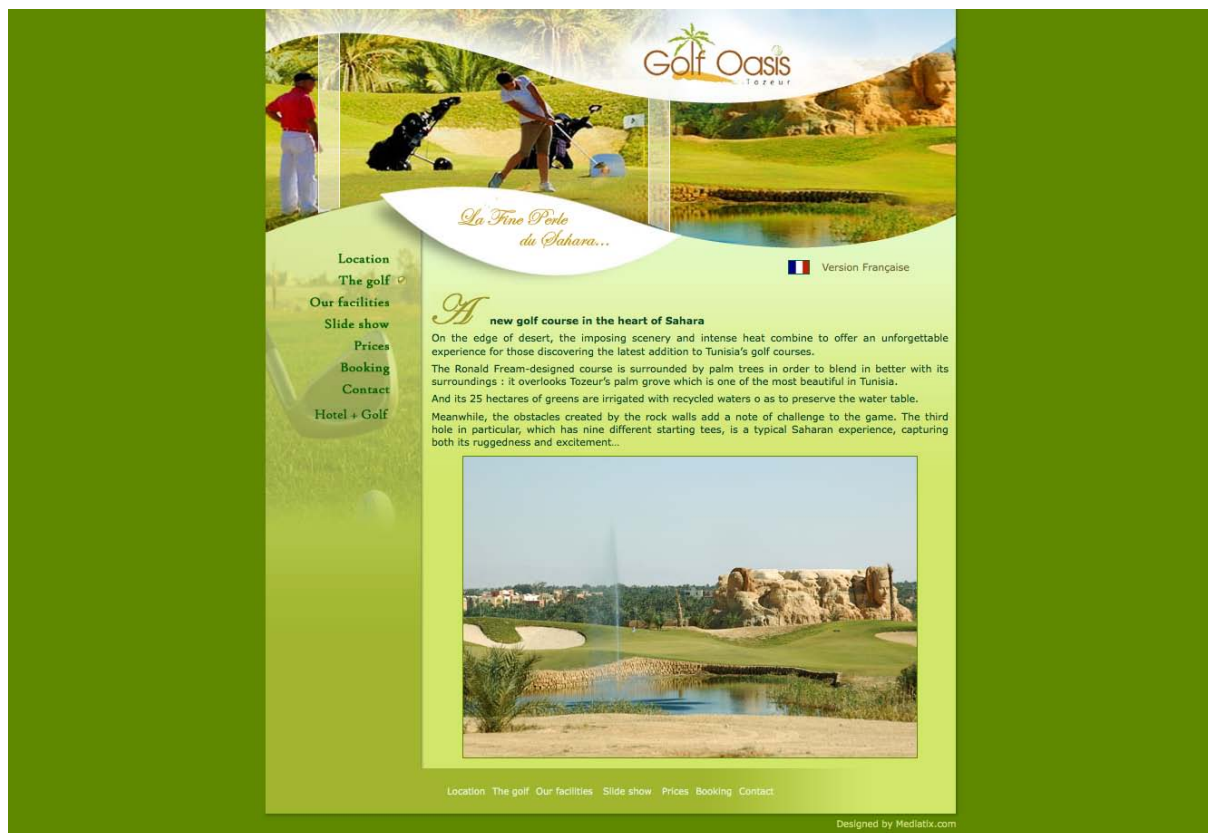 Golf Oasis
Tozeur
La Fine Perle
du Sahara...
Version Française
Location
The golf
Our facilities
Slide show
Prices
Booking
Contact
Hotel + Golf
A new golf course in the heart of Sahara
On the edge of desert, the imposing scenery and intense heat combine to offer an unforgettable
experience for those discovering the latest addition to Tunisia's golf courses.
The Ronald Fream-designed course is surrounded by palm trees in order to blend in better with its
surroundings : it overlooks Tozeur's palm grove which is one of the most beautiful in Tunisia.
And its 25 hectares of greens are irrigated with recycled waters o as to preserve the water table.
Meanwhile, the obstacles created by the rock walls add a note of challenge to the game. The third
hole in particular, which has nine different starting tees, is a typical Saharan experience, capturing
both its ruggedness and excitement…
Location The golf Our facilities Slide show Prices Booking Contact
Designed by Mediatix.com